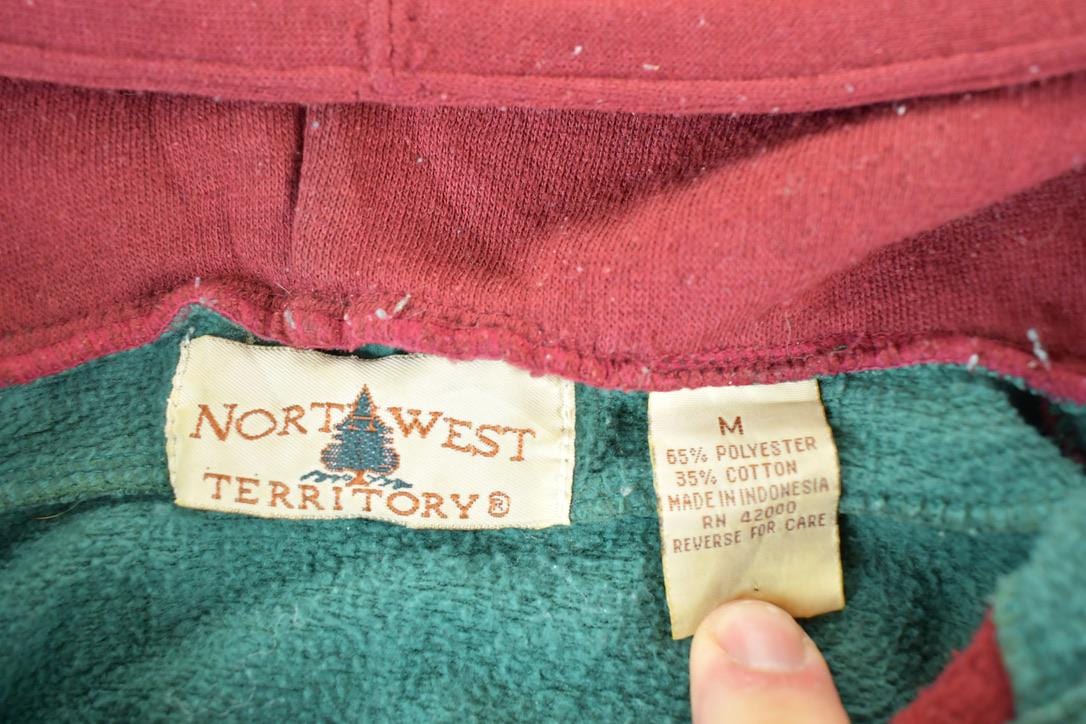 NORTHWEST
TERRITORY®
M
65% POLYESTER
35% COTTON
MADE IN INDONESIA
RN 42000
REVERSE FOR CARE